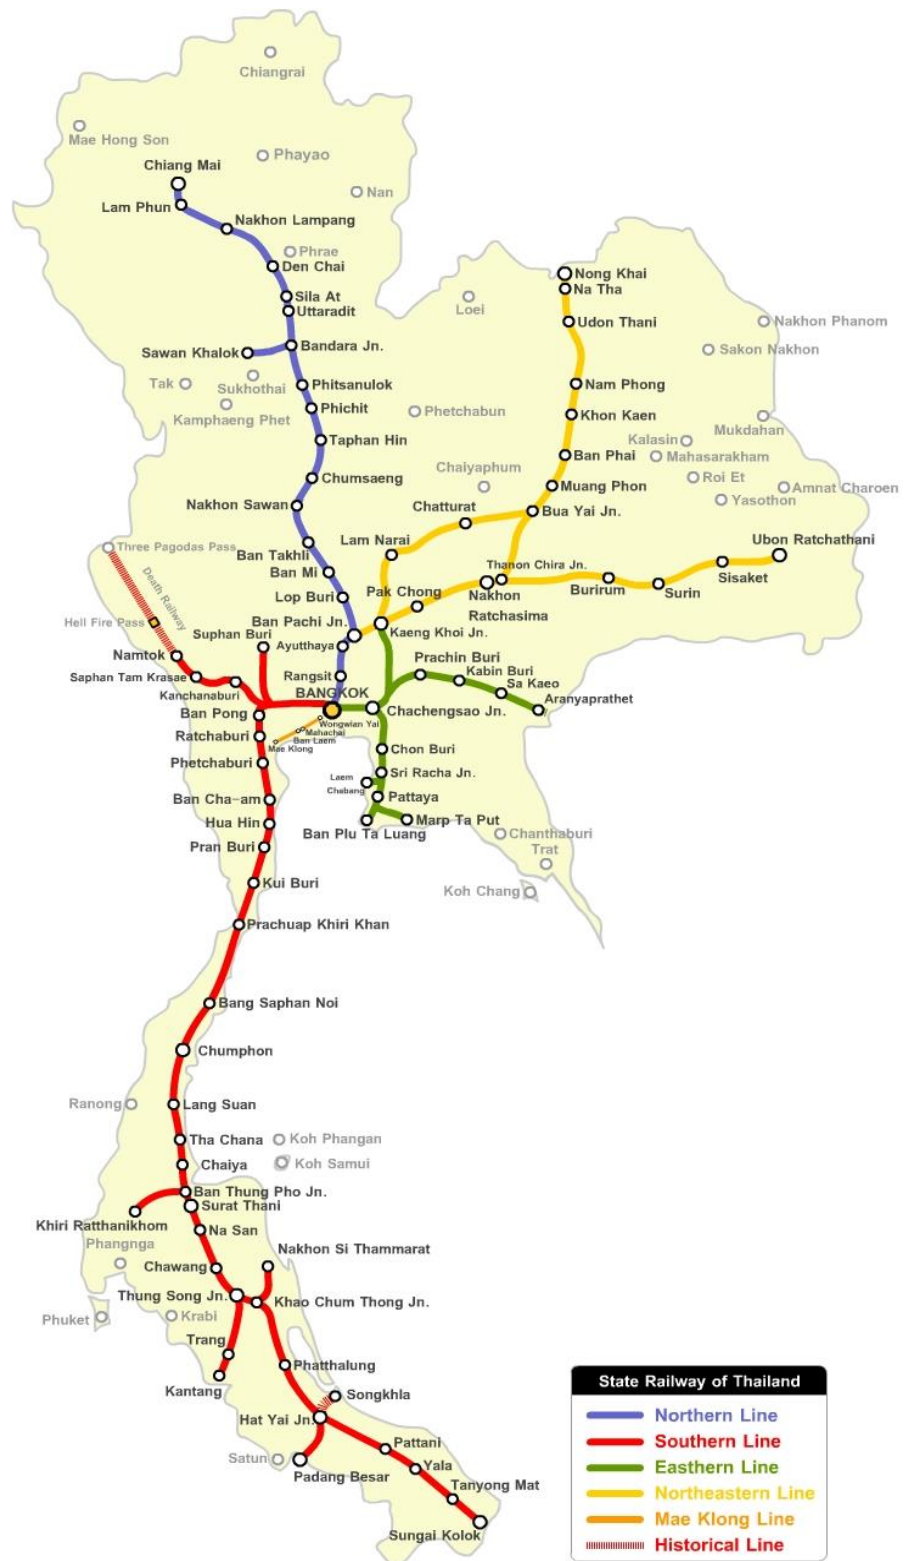 Chiangrai
Mae Hong Son
Phayao
Chiang Mai
Nan
Lam Phun
Nakhon Lampang
Phrae
Den Chai
Nong Khai
Na Tha
Sila At
Loei
Uttaradit
Udon Thani
Nakhon Phanom
Bandara Jn.
Sawan Khalok
Sakon Nakhon
Tak
Sukhothai
Phitsanulok
Nam Phong
Phichit
Kamphaeng Phet
Phetchabun
Khon Kaen
Mukdahan
Taphan Hin
Kalasin
Ban Phai
Mahasarakham
Chaiyaphum
Chumsaeng
Roi Et
Muang Phon
Amnat Charoen
Nakhon Sawan
Chatturat
Yasothon
Bua Yai Jn.
Ubon Ratchathani
Lam Narai
Three Pagodas Pass
Ban Takhli
Death Railway
Thanon Chira Jn.
Ban Mi
Sisaket
Pak Chong
Nakhon
Ratchasima
Burirum
Surin
Lop Buri
Hell Fire Pass
Ban Pachi Jn.
Suphan Buri
Kaeng Khoi Jn.
Ayutthaya
Namtok
Prachin Buri
Saphan Tam Krasae
Rangsit
Kabin Buri
Sa Kaeo
Kanchanaburi
BANGKOK
Aranyaprathet
Ban Pong
Chachengsao Jn.
Wongwian Yai
Mahachai
Ban Laem
Mae Klong
Ratchaburi
Chon Buri
Phetchaburi
Sri Racha Jn.
Laem
Chabang
Pattaya
Ban Cha-am
Hua Hin
Marp Ta Put
Ban Plu Ta Luang
Chanthaburi
Pran Buri
Trat
Kui Buri
Koh Chang
Prachuap Khiri Khan
Bang Saphan Noi
Chumphon
Ranong
Lang Suan
Tha Chana
Koh Phangan
Chaiya
Koh Samui
Ban Thung Pho Jn.
Surat Thani
Khiri Ratthanikhom
Na San
Phangnga
Nakhon Si Thammarat
Chawang
Thung Song Jn.
Khao Chum Thong Jn.
Phuket
Krabi
Trang
Phatthalung
Kantang
Songkhla
Hat Yai Jn.
Pattani
Satun
Yala
Padang Besar
Tanyong Mat
Sungai Kolok
State Railway of Thailand
Northern Line
Southern Line
Easthern Line
Northeastern Line
Mae Klong Line
Historical Line